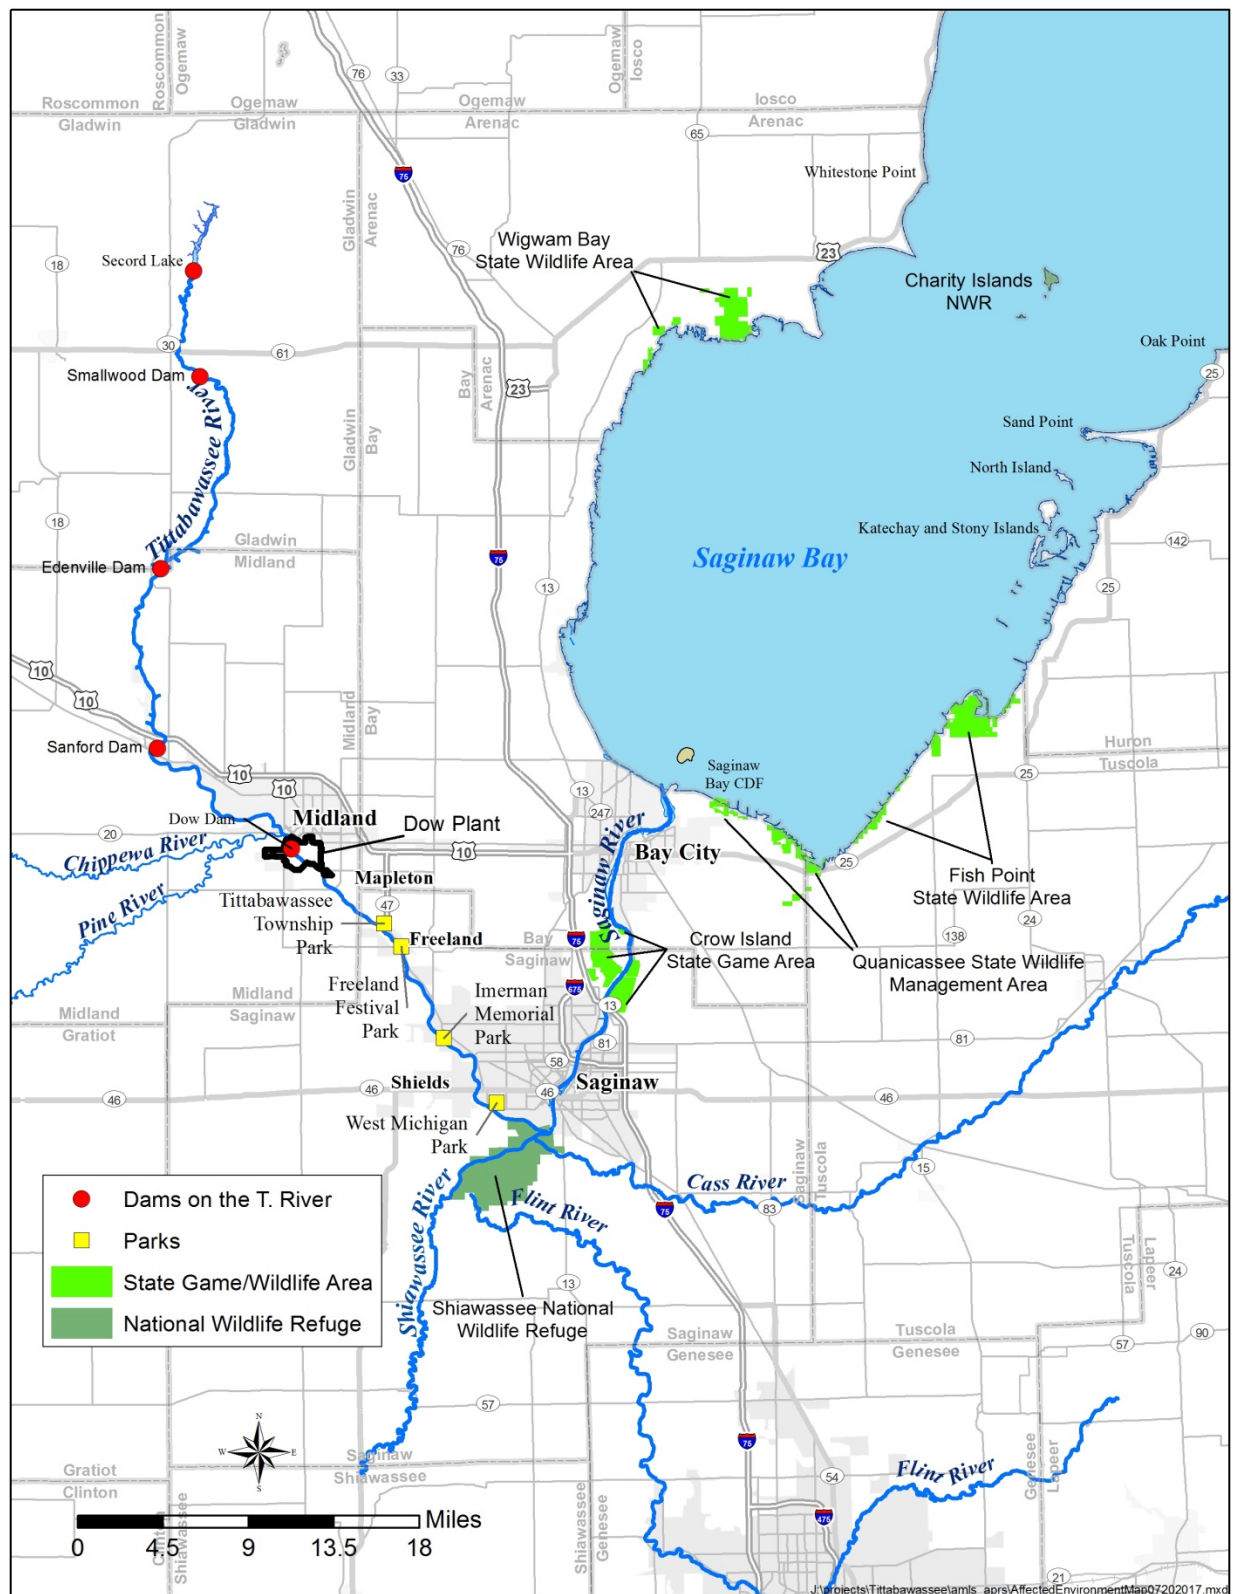 Roscommon
Ogemaw
Ogemaw
Iosco
76
33
Roscommon
Gladwin
Ogemaw
Gladwin
Ogemaw
Arenac
Iosco
Arenac
65
75
Whitestone Point
Gladwin
Arenac
Wigwam Bay
State Wildlife Area
76
23
18
Secord Lake
Charity Islands
NWR
30
61
Oak Point
Smallwood Dam
Bay
Arenac
23
25
Tittabawassee River
Gladwin
Bay
Sand Point
North Island
18
Gladwin
Midland
Katechay and Stony Islands
142
Edenville Dam
75
Saginaw Bay
13
25
10
10
Midland
Bay
Sanford Dam
Huron
Tuscola
10
10
Saginaw
Bay CDF
25
13
247
20
Dow Dam
Midland
Dow Plant
Chippewa River
10
Saginaw River
Bay City
25
Mapleton
Fish Point
State Wildlife Area
Pine River
Tittabawassee
Township
Park
47
24
138
Freeland
Bay
Saginaw
75
Crow Island
State Game Area
Quanicassee State Wildlife
Management Area
Freeland
Festival
Park
Imerman
Memorial
Park
675
13
Midland
Saginaw
Midland
Gratiot
81
81
58
Shields
Saginaw
46
46
46
46
West Michigan
Park
Saginaw
Tuscola
15
Cass River
83
75
Shiawassee River
Flint River
Tuscola
Lapeer
24
13
Shiawassee National
Wildlife Refuge
Dams on the T. River
Parks
State Game/Wildlife Area
National Wildlife Refuge
Saginaw
Genesee
Tuscola
Genesee
57
90
57
N
W
E
S
Saginaw
Shiawassee
75
Gratiot
Clinton
54
Flint River
Genesee
Lapeer
Clinton
Shiawassee
Shiawassee
Genesee
475
Miles
0 4.5 9 13.5 18
21
J:\projects\Tittabawassee\amls_aprs\AffectedEnvironmentMap07202017.mxd